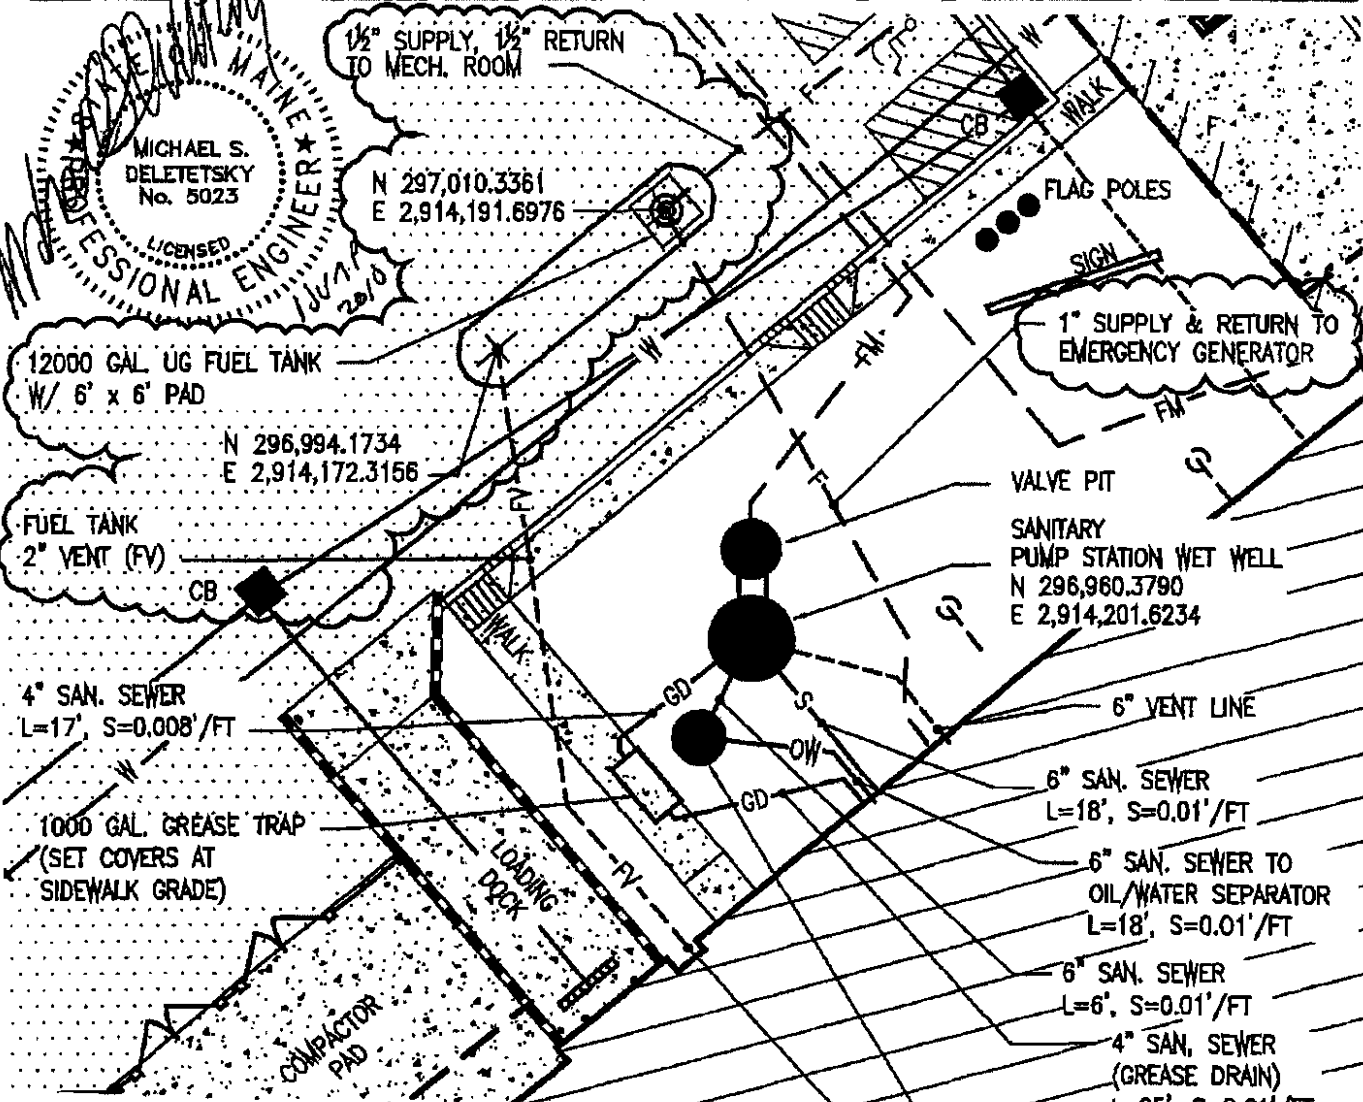 STATE OF MAINE
MICHAEL S.
DELETETSKY
No. 5023
LICENSED
PROFESSIONAL ENGINEER
2010
1½" SUPPLY, 1½" RETURN
TO MECH. ROOM
N 297,010.3361
E 2,914,191.6976
12000 GAL. UG FUEL TANK
W/ 6' x 6' PAD
N 296,994.1734
E 2,914,172.3156
FUEL TANK
2" VENT (FV)
CB
4" SAN. SEWER
L=17', S=0.008'/FT
W
1000 GAL. GREASE TRAP
(SET COVERS AT
SIDEWALK GRADE)
COMPACTOR
PAD
LOADING
DOCK
WALK
FV
FV
W
W
F
CB
WALK
FLAG POLES
SIGN
F
1" SUPPLY & RETURN TO
EMERGENCY GENERATOR
FM
FM
F
VALVE PIT
SANITARY
PUMP STATION WET WELL
N 296,960.3790
E 2,914,201.6234
GD
S
OW
GD
6" VENT LINE
6" SAN. SEWER
L=18', S=0.01'/FT
6" SAN. SEWER TO
OIL/WATER SEPARATOR
L=18', S=0.01'/FT
6" SAN. SEWER
L=6', S=0.01'/FT
4" SAN. SEWER
(GREASE DRAIN)